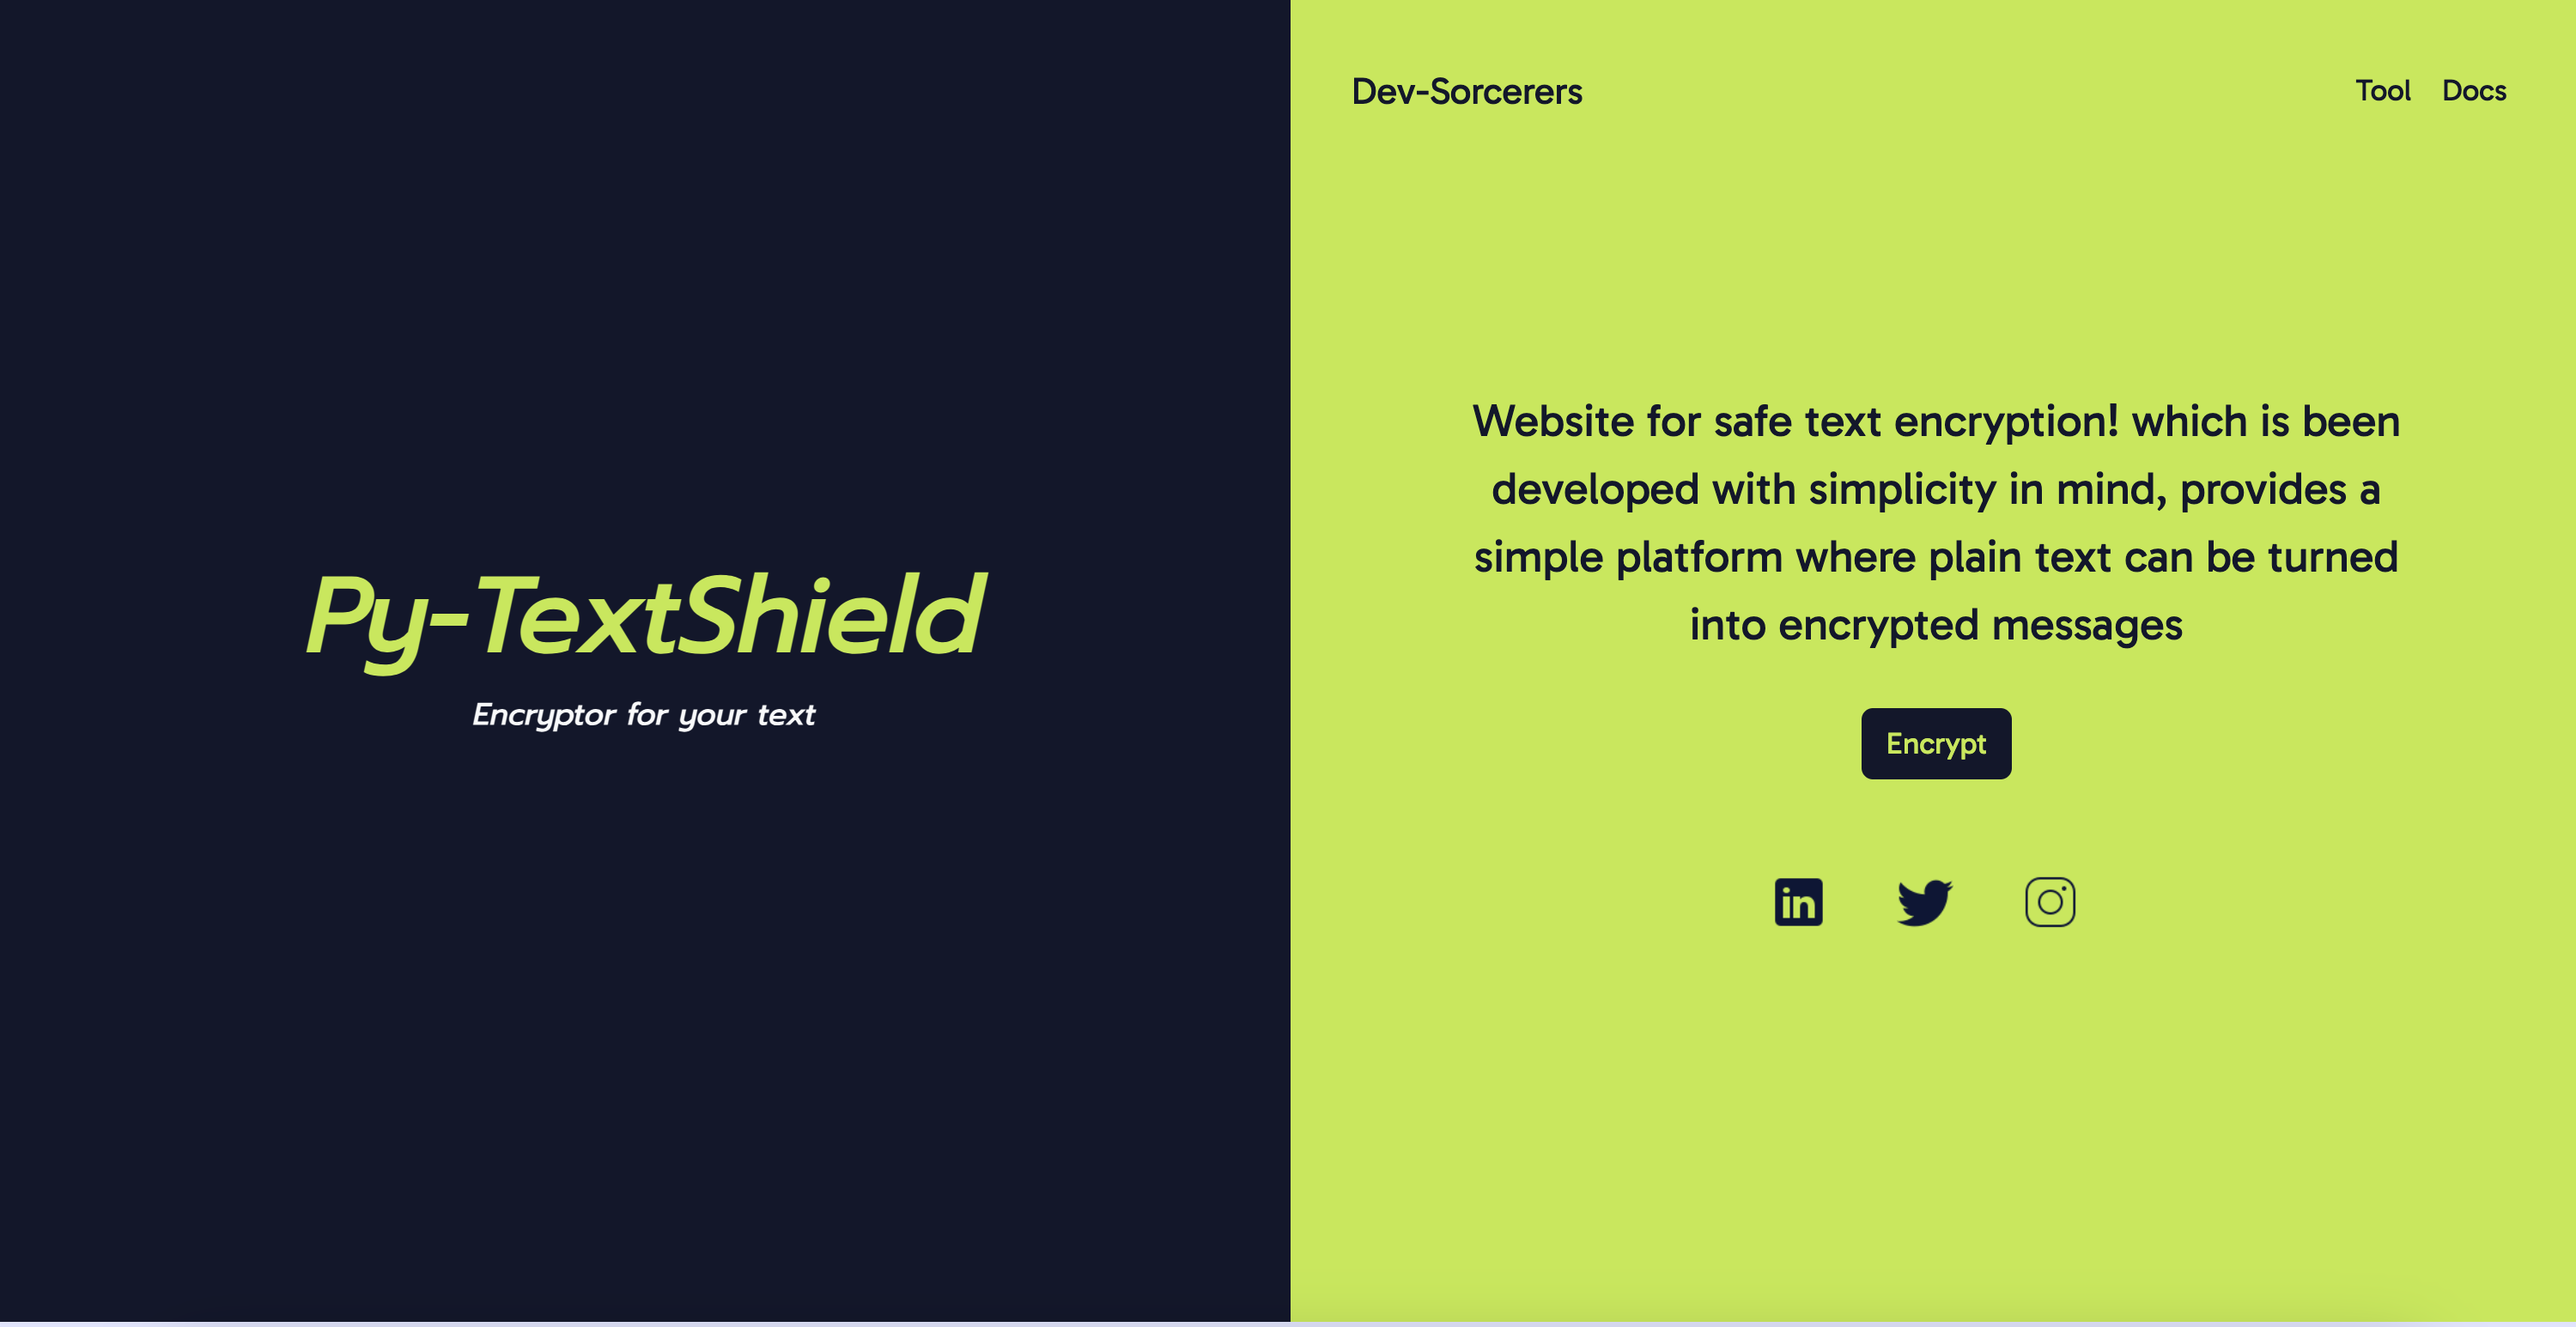 Py-TextShield
Encryptor for your text
Dev-Sorcerers
Tool
Docs
Website for safe text encryption! which is been
developed with simplicity in mind, provides a
simple platform where plain text can be turned
into encrypted messages
Encrypt
in